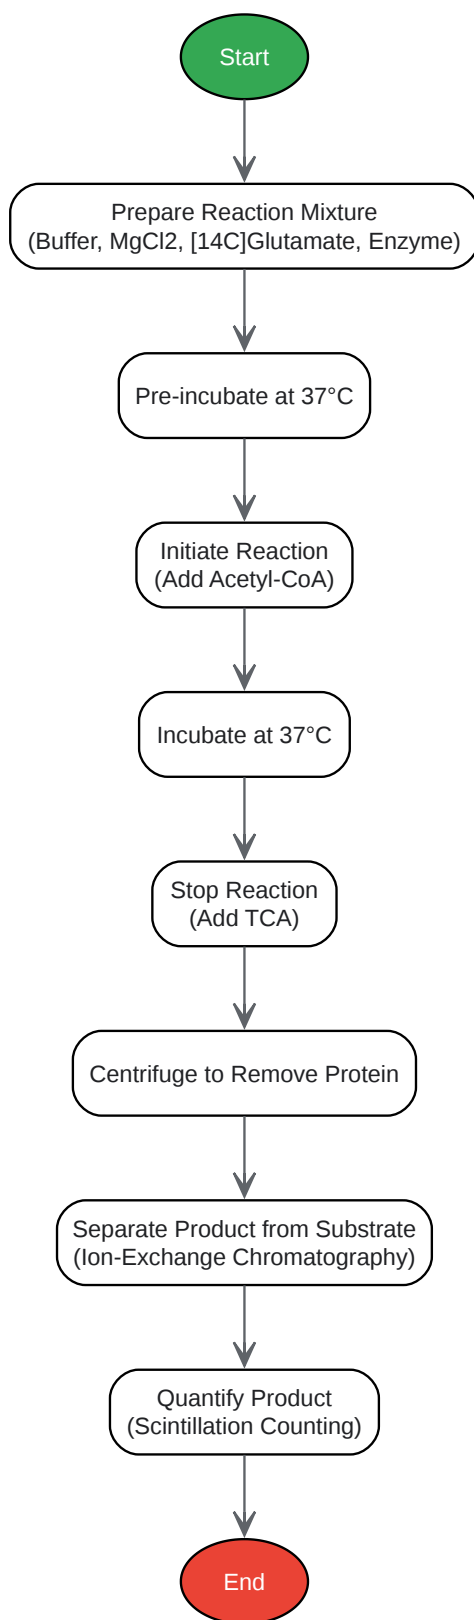 Start
Prepare Reaction Mixture
(Buffer, MgCl2, [14C]Glutamate, Enzyme)
Pre-incubate at 37°C
Initiate Reaction
(Add Acetyl-CoA)
Incubate at 37°C
Stop Reaction
(Add TCA)
Centrifuge to Remove Protein
Separate Product from Substrate
(Ion-Exchange Chromatography)
Quantify Product
(Scintillation Counting)
End